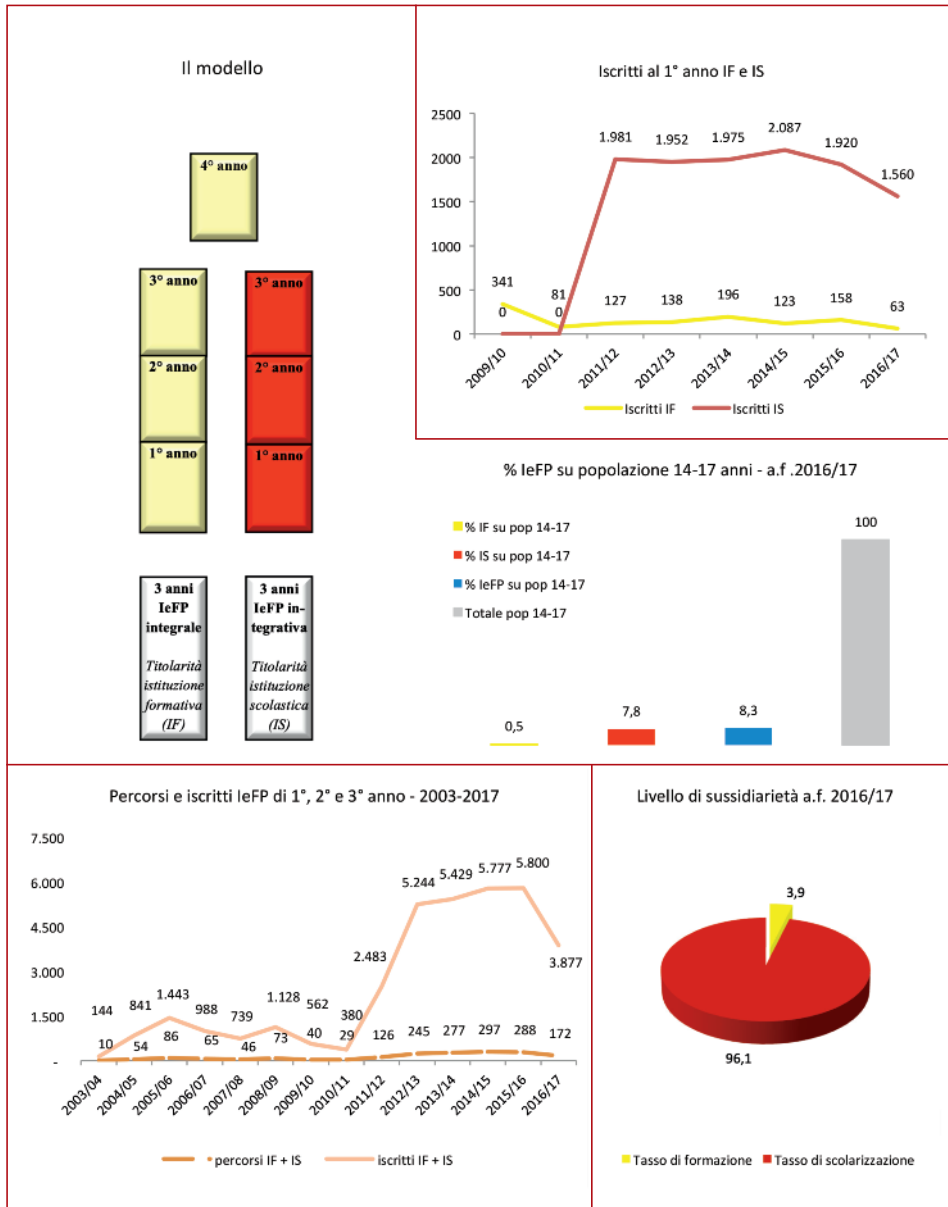 Il modello
4° anno
3° anno
3° anno
2° anno
2° anno
1° anno
1° anno
3 anni
IeFP
integrale
Titolarità
istituzione
formativa
(IF)
3 anni
IeFP in-
tegrativa
Titolarità
istituzione
scolastica
(IS)
Iscritti al 1° anno IF e IS
2500
2000
1500
1000
500
0
341
0
81
0
1.981
1.952
1.975
2.087
1.920
1.560
127
138
196
123
158
63
2009/10
2010/11
2011/12
2012/13
2013/14
2014/15
2015/16
2016/17
Iscritti IF
Iscritti IS
% IeFP su popolazione 14-17 anni - a.f .2016/17
% IF su pop 14-17
% IS su pop 14-17
% IeFP su pop 14-17
Totale pop 14-17
0,5
7,8
8,3
100
Percorsi e iscritti IeFP di 1°, 2° e 3° anno - 2003-2017
7.500
6.000
4.500
3.000
1.500
-
144
841
1.443
988
739
1.128
562
380
2.483
5.244
5.429
5.777
5.800
3.877
10
54
86
65
46
73
40
29
126
245
277
297
288
172
2003/04
2004/05
2005/06
2006/07
2007/08
2008/09
2009/10
2010/11
2011/12
2012/13
2013/14
2014/15
2015/16
2016/17
percorsi IF + IS
iscritti IF + IS
Livello di sussidiarietà a.f. 2016/17
3,9
96,1
Tasso di formazione
Tasso di scolarizzazione